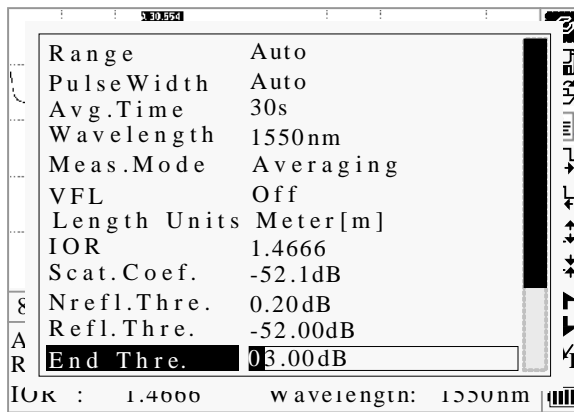 A 30.554
Range Auto
PulseWidth Auto
Avg.Time 30s
Wavelength 1550nm
Meas.Mode Averaging
VFL Off
Length Units Meter[m]
IOR 1.4666
Scat.Coef. -52.1dB
Nrefl.Thre. 0.20dB
Refl.Thre. -52.00dB
End Thre. 03.00dB
IOR : 1.4666 Wavelength: 1550nm